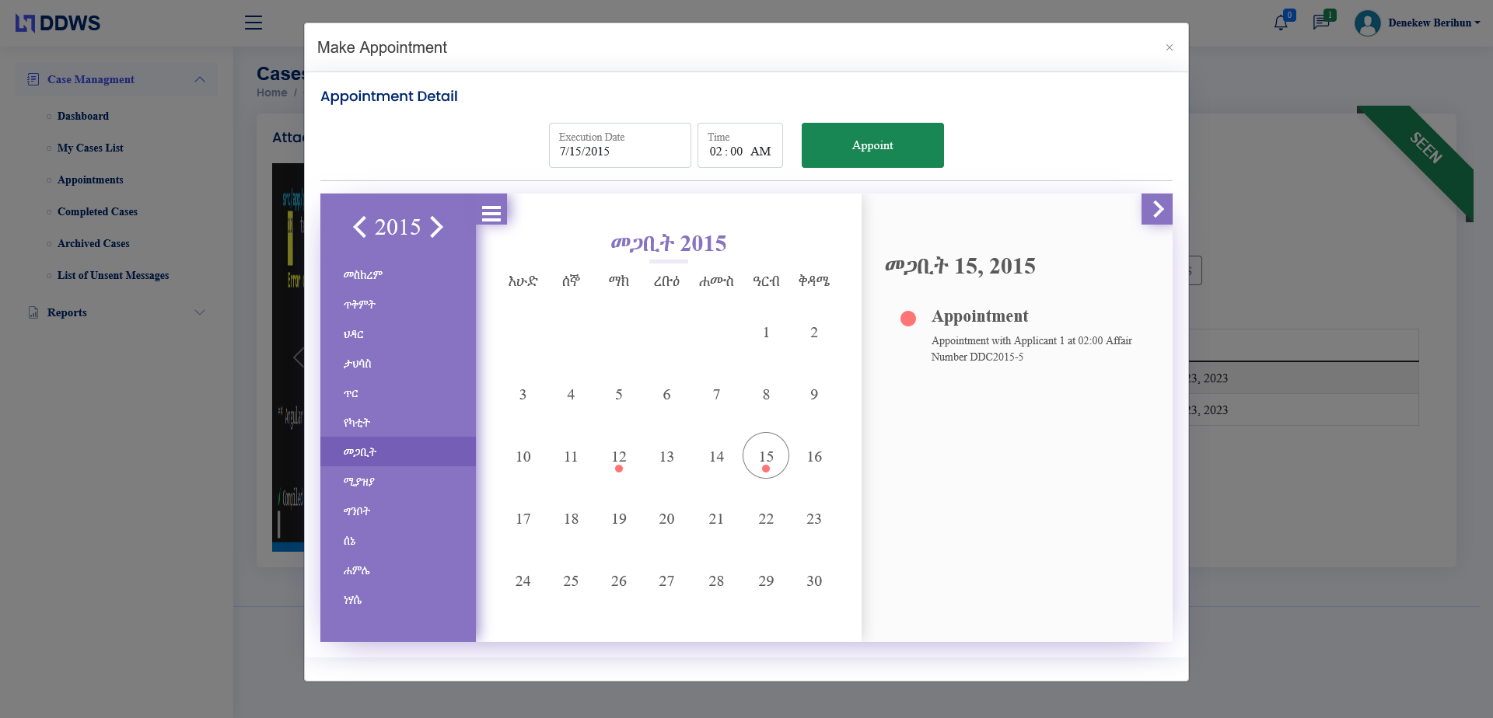 DDWS
0
1
Denekew Berihun
Case Managment
Dashboard
My Cases List
Appointments
Completed Cases
Archived Cases
List of Unsent Messages
Reports
Cases
Home /
Make Appointment
×
Appointment Detail
Execution Date
7/15/2015
Time
02 : 00 AM
Appoint
SEEN
2015
መስከረም
ጥቅምት
ህዳር
ታህሳስ
ጥር
የካቲት
መጋቢት
ሚያዝያ
ግንቦት
ሰኔ
ሐምሌ
ነሃሴ
መጋቢት 2015
እሁድ ሰኞ ማክ ረቡዕ ሐሙስ ዓርብ ቅዳሜ
1 2
3 4 5 6 7 8 9
10 11 12 13 14 15 16
17 18 19 20 21 22 23
24 25 26 27 28 29 30
መጋቢት 15, 2015
Appointment
Appointment with Applicant 1 at 02:00 Affair
Number DDC2015-5
23, 2023
23, 2023